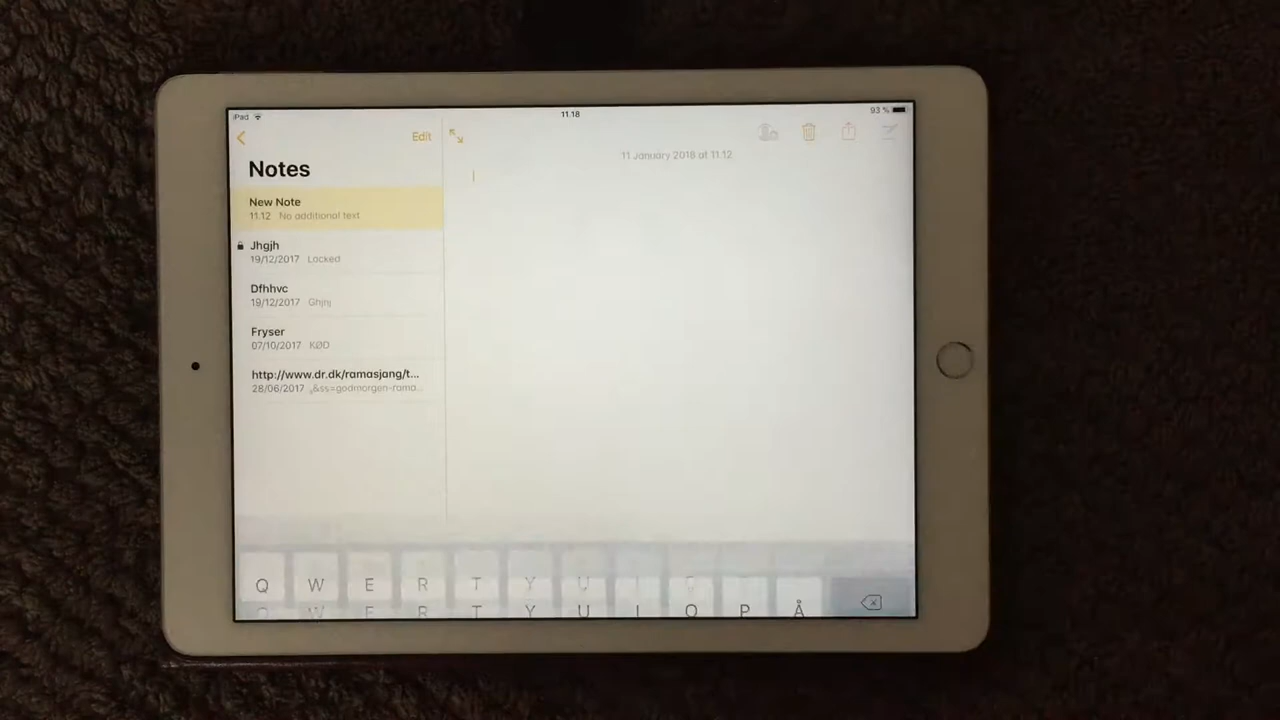 iPad 11.18 93 %
Edit
11 January 2018 at 11.12
Notes
New Note
11.12 No additional text
Jhgjh
19/12/2017 Locked
Dfhhvc
19/12/2017
Fryser
07/10/2017 KØD
http://www.dr.dk/ramasjang/t...
28/06/2017 ,&ss=godmorgen-rama...
Q W E R T Y U I O
Q W E R T Y U I O P Å